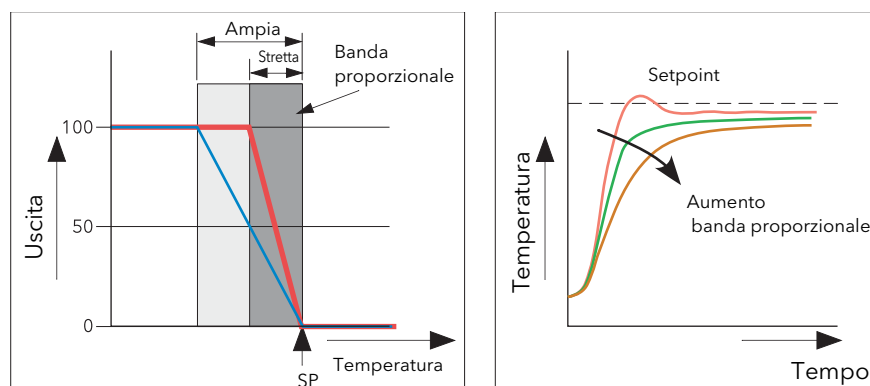 Ampia
Stretta
Banda
proporzionale
100
50
0
Uscita
Temperatura
SP
Setpoint
Temperatura
Aumento
banda proporzionale
Tempo